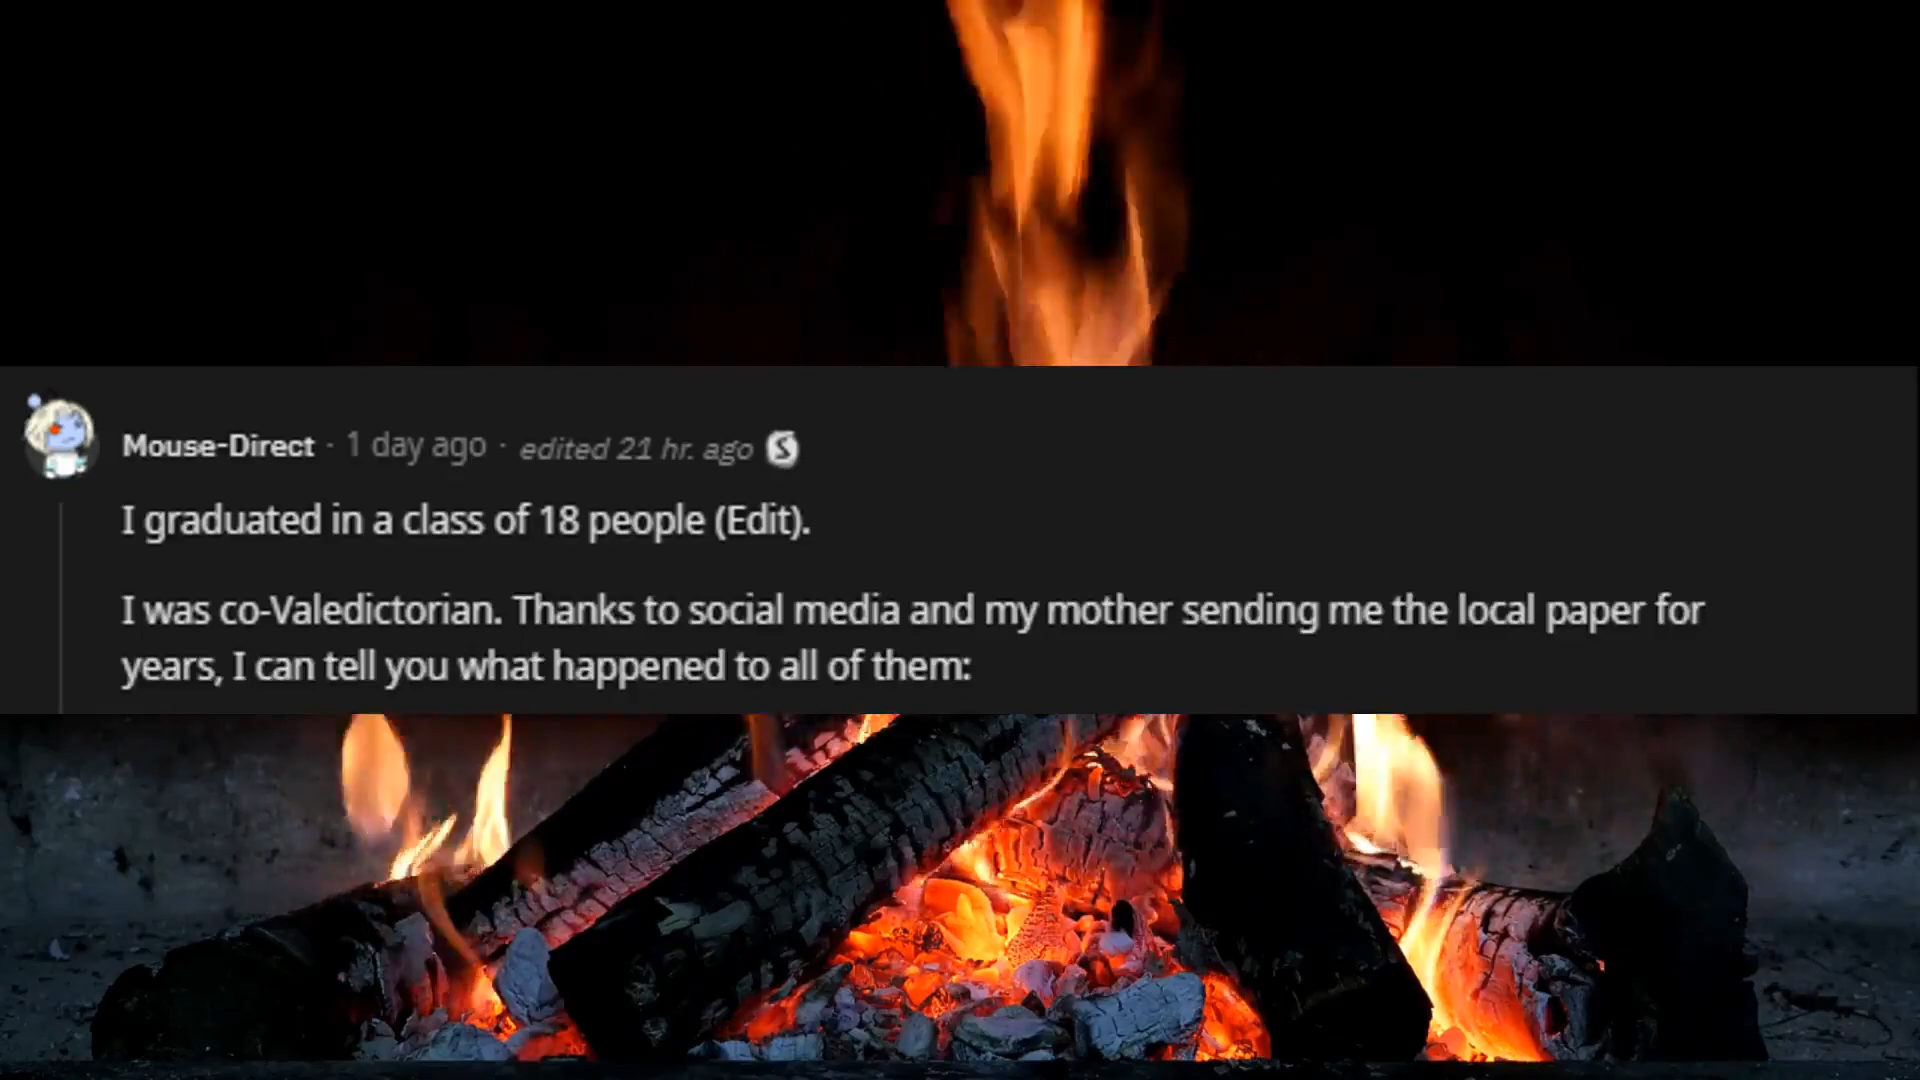 Mouse-Direct · 1 day ago · edited 21 hr. ago S
I graduated in a class of 18 people (Edit).
I was co-Valedictorian. Thanks to social media and my mother sending me the local paper for
years, I can tell you what happened to all of them: